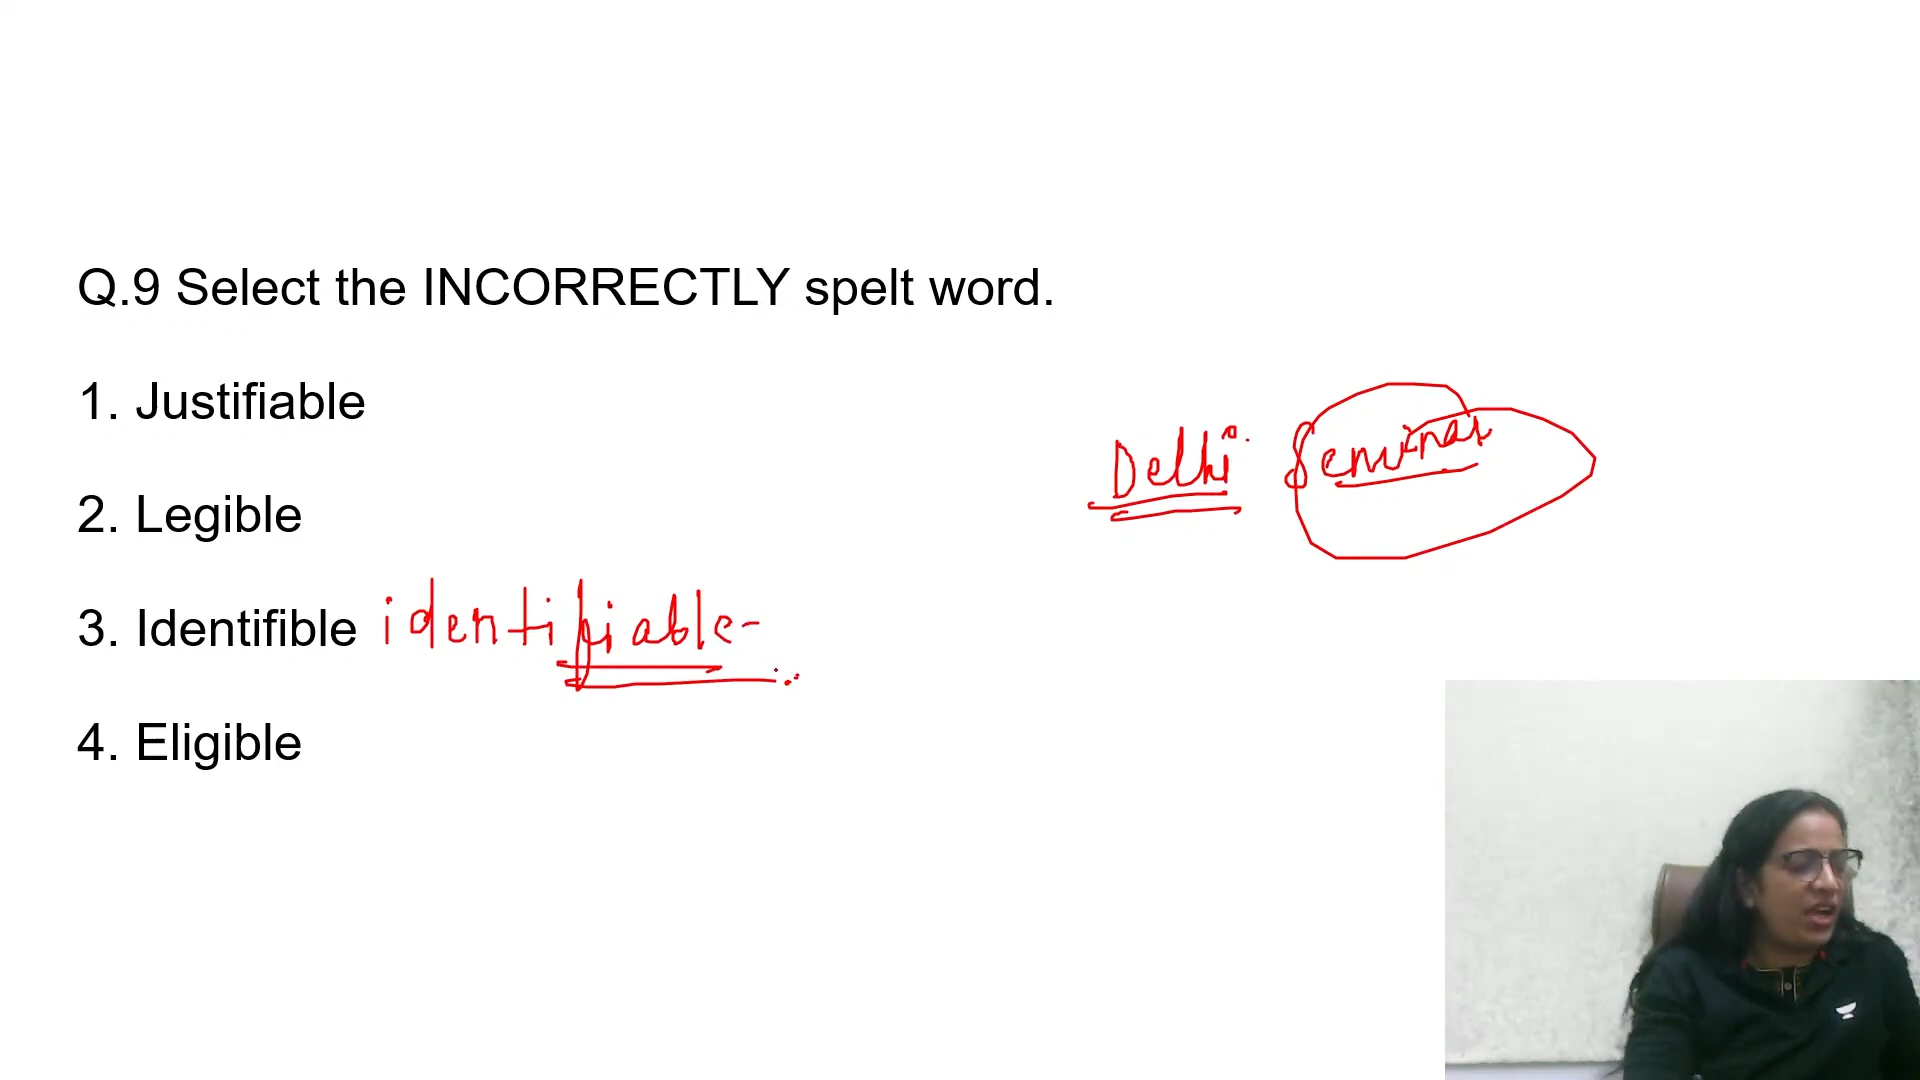 Q.9 Select the INCORRECTLY spelt word.
1. Justifiable
Delhi Seminar
2. Legible
3. Identifible identifiable
4. Eligible